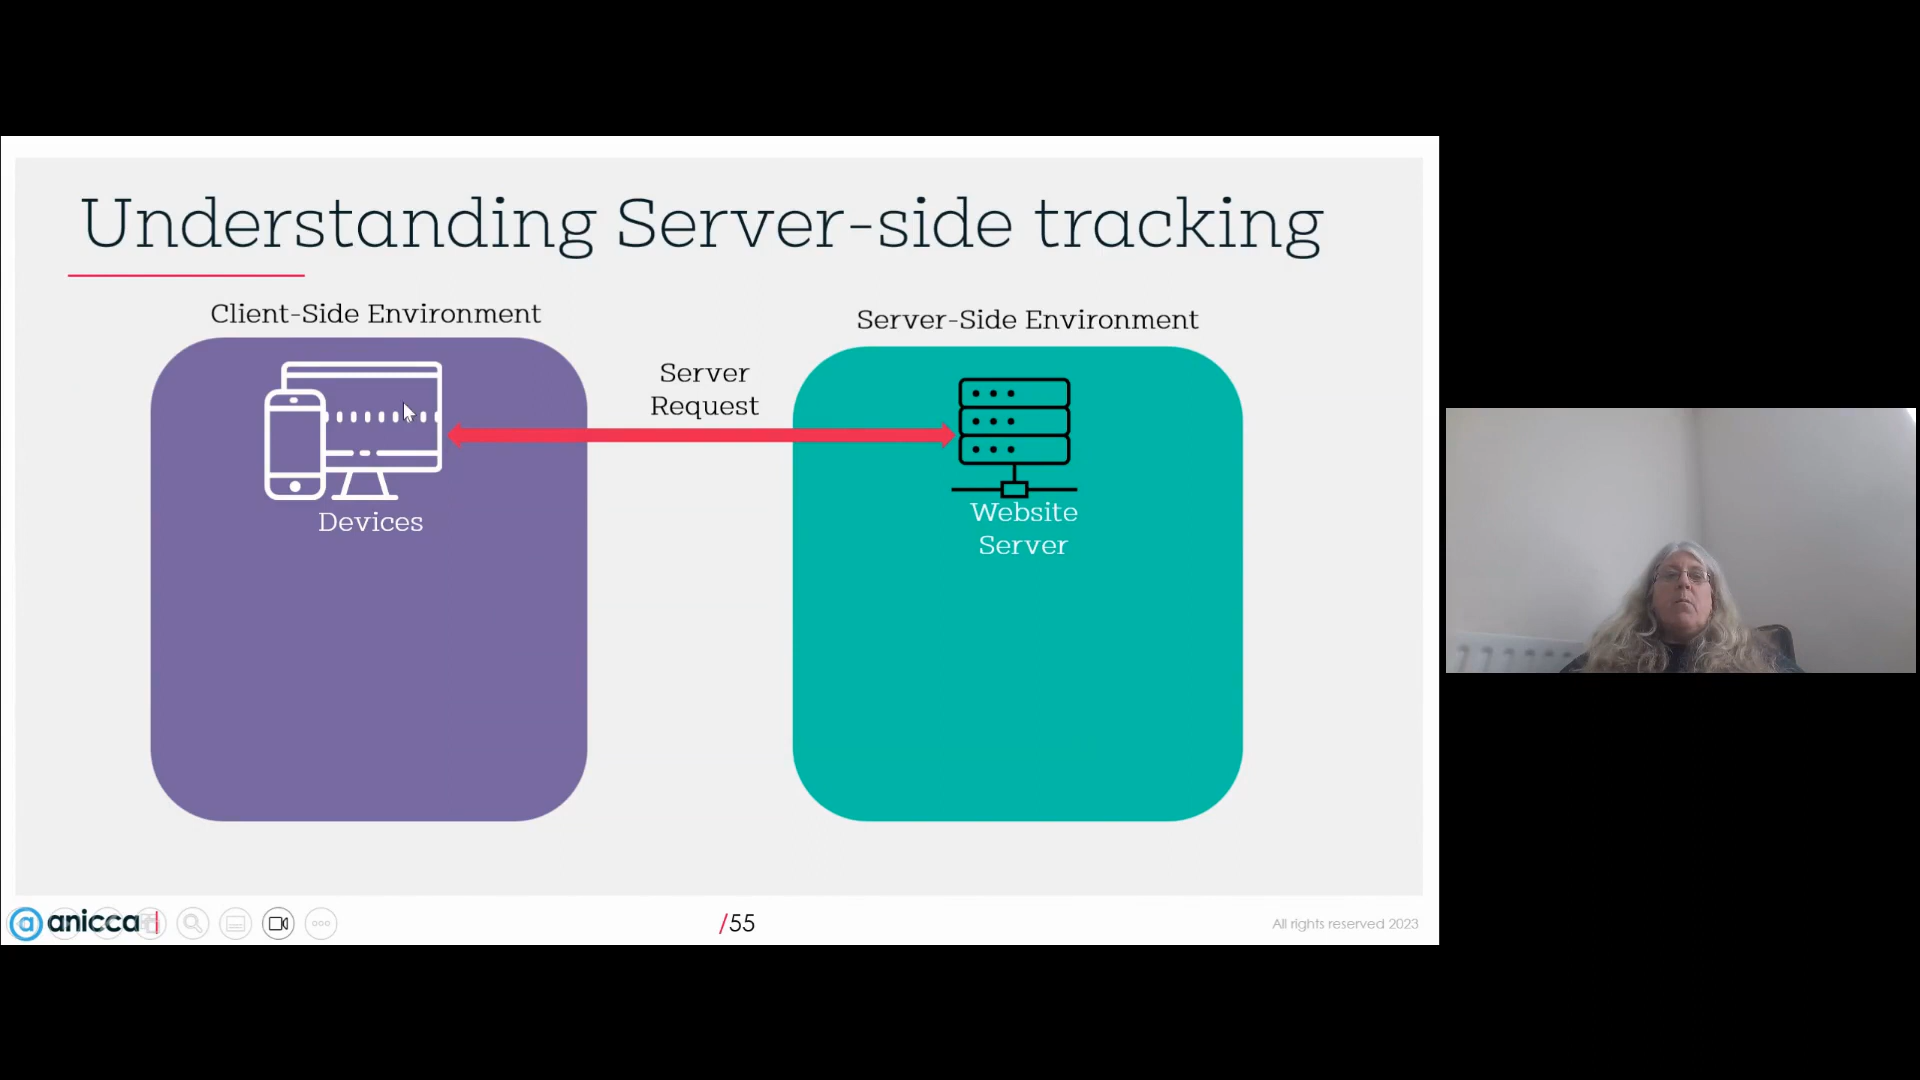 Understanding Server-side tracking
Client-Side Environment
Server-Side Environment
Server
Request
Devices
Website
Server
anicca
/55
All rights reserved 2023